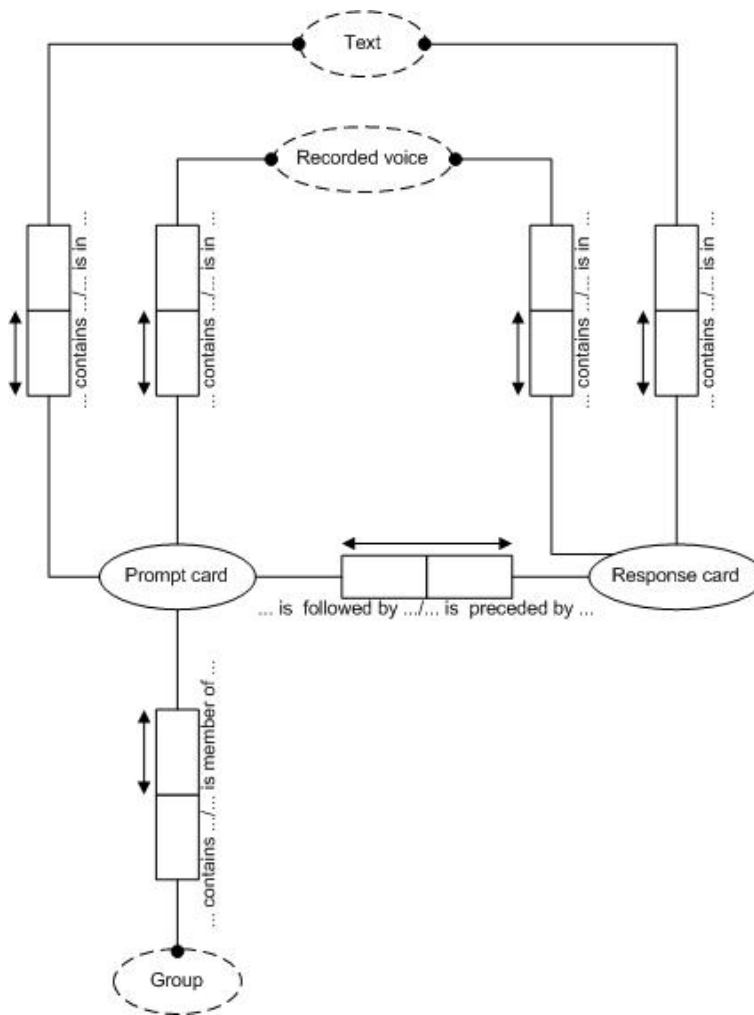 Text
Recorded voice
... contains .../... is in ...
... contains .../... is in ...
... contains .../... is in ...
... contains .../... is in ...
Prompt card
Response card
... is followed by .../... is preceded by ...
... contains .../... is member of ...
Group